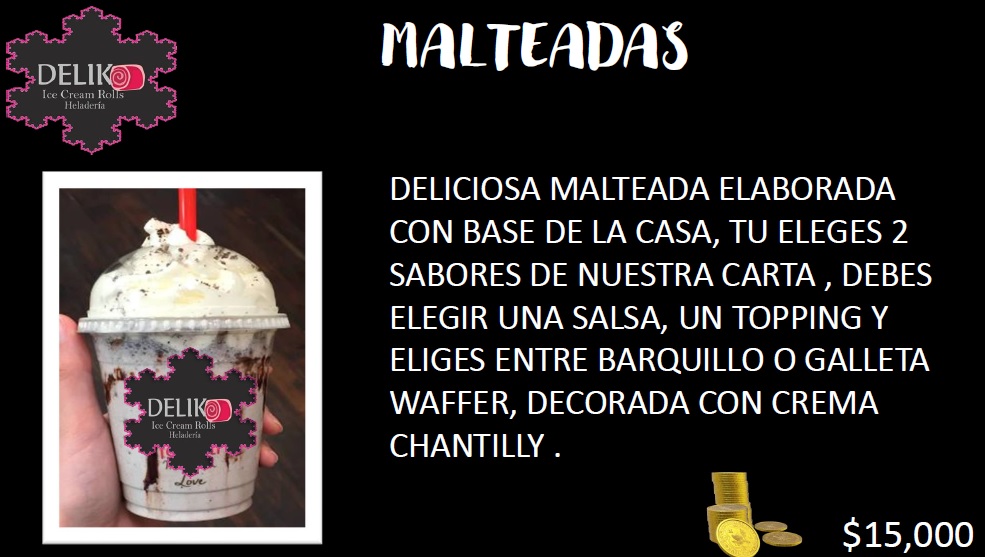 DELIKO
Ice Cream Rolls
Heladería
MALTEADAS
DELICIOSA MALTEADA ELABORADA
CON BASE DE LA CASA, TU ELEGES 2
SABORES DE NUESTRA CARTA , DEBES
ELEGIR UNA SALSA, UN TOPPING Y
ELIGES ENTRE BARQUILLO O GALLETA
WAFFER, DECORADA CON CREMA
CHANTILLY .
DELIKO
Ice Cream Rolls
Heladería
Love
$15,000